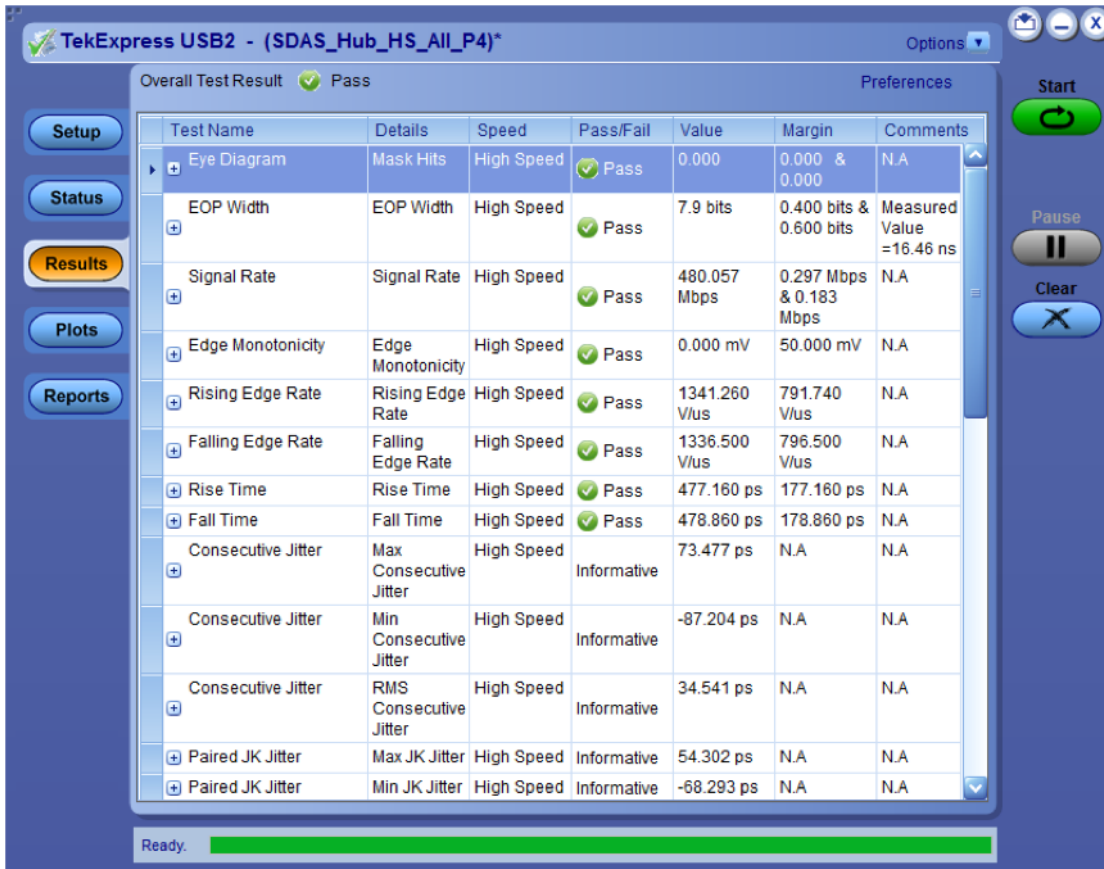 TekExpress USB2 - (SDAS_Hub_HS_All_P4)*
Options
Overall Test Result Pass
Preferences
Start
Setup
Status
Results
Plots
Reports
Pause
Clear
Test Name Details Speed Pass/Fail Value Margin Comments
Eye Diagram Mask Hits High Speed Pass 0.000 0.000 & N.A
0.000
EOP Width EOP Width High Speed Pass 7.9 bits 0.400 bits & Measured
0.600 bits Value
=16.46 ns
Signal Rate Signal Rate High Speed Pass 480.057 0.297 Mbps N.A
Mbps & 0.183
Mbps
Edge Monotonicity Edge High Speed Pass 0.000 mV 50.000 mV N.A
Monotonicity
Rising Edge Rate Rising Edge High Speed Pass 1341.260 791.740 N.A
Rate V/us V/us
Falling Edge Rate Falling High Speed Pass 1336.500 796.500 N.A
Edge Rate V/us V/us
Rise Time Rise Time High Speed Pass 477.160 ps 177.160 ps N.A
Fall Time Fall Time High Speed Pass 478.860 ps 178.860 ps N.A
Consecutive Jitter Max High Speed Informative 73.477 ps N.A N.A
Consecutive
Jitter
Consecutive Jitter Min High Speed Informative -87.204 ps N.A N.A
Consecutive
Jitter
Consecutive Jitter RMS High Speed Informative 34.541 ps N.A N.A
Consecutive
Jitter
Paired JK Jitter Max JK Jitter High Speed Informative 54.302 ps N.A N.A
Paired JK Jitter Min JK Jitter High Speed Informative -68.293 ps N.A N.A
Ready.